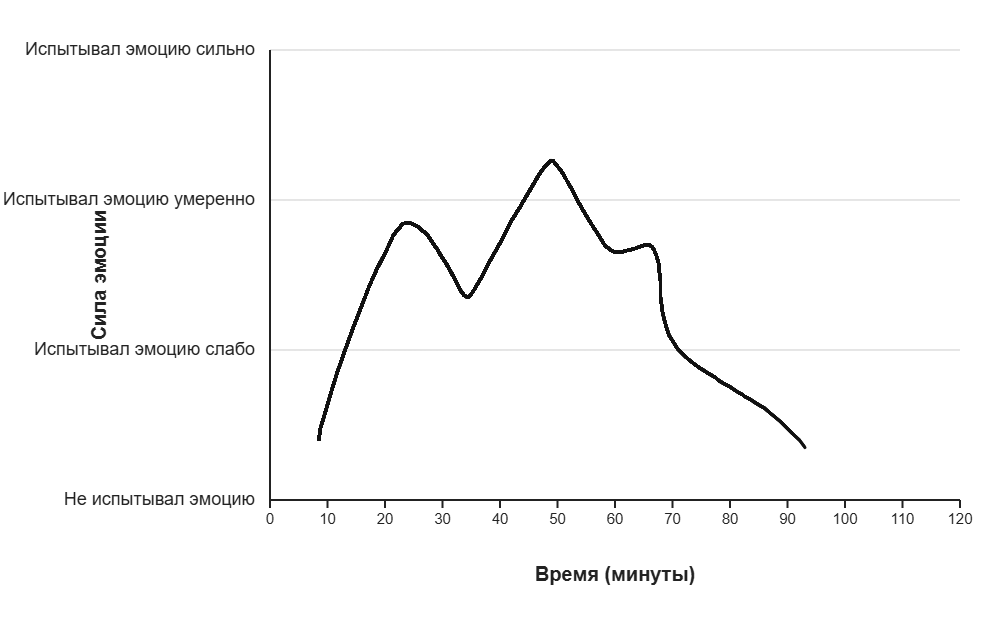 Испытывал эмоцию сильно
Испытывал эмоцию умеренно
Сила эмоции
Испытывал эмоцию слабо
Не испытывал эмоцию
0 10 20 30 40 50 60 70 80 90 100 110 120
Время (минуты)